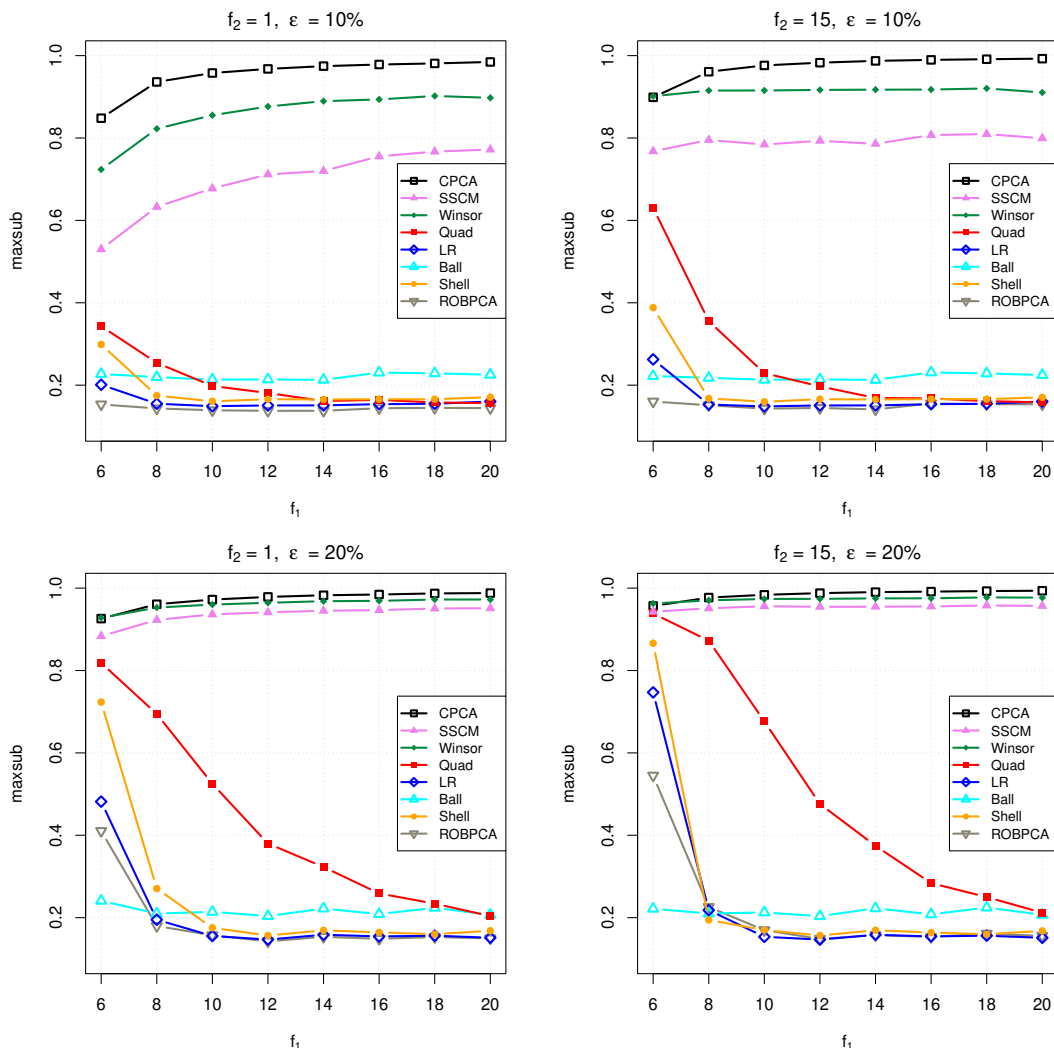 f₂ = 1, ε = 10%
maxsub
1.0
0.8
0.6
0.4
0.2
CPCA
SSCM
Winsor
Quad
LR
Ball
Shell
ROBPCA
6 8 10 12 14 16 18 20
f₁
f₂ = 15, ε = 10%
maxsub
1.0
0.8
0.6
0.4
0.2
CPCA
SSCM
Winsor
Quad
LR
Ball
Shell
ROBPCA
6 8 10 12 14 16 18 20
f₁
f₂ = 1, ε = 20%
maxsub
1.0
0.8
0.6
0.4
0.2
CPCA
SSCM
Winsor
Quad
LR
Ball
Shell
ROBPCA
6 8 10 12 14 16 18 20
f₁
f₂ = 15, ε = 20%
maxsub
1.0
0.8
0.6
0.4
0.2
CPCA
SSCM
Winsor
Quad
LR
Ball
Shell
ROBPCA
6 8 10 12 14 16 18 20
f₁